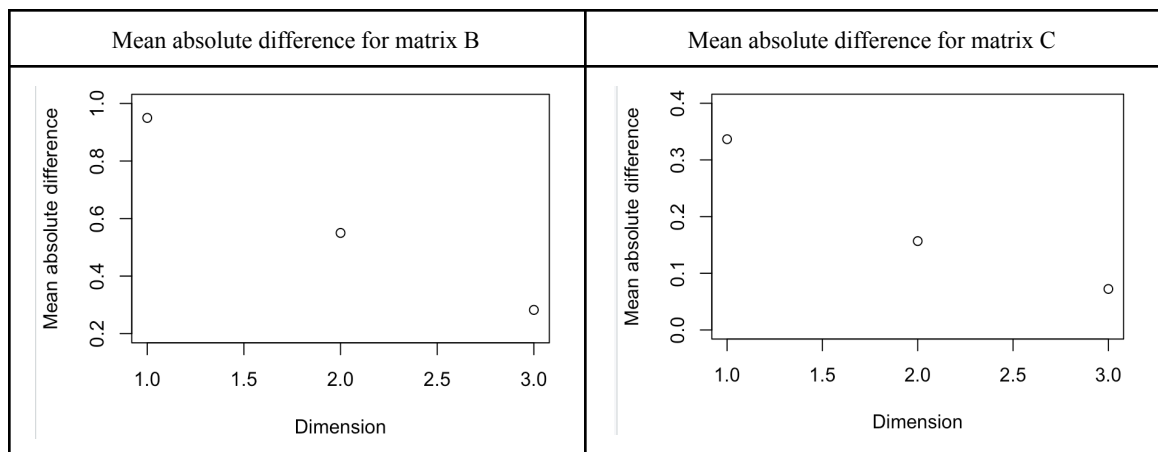 Mean absolute difference for matrix B
Mean absolute difference for matrix C
Mean absolute difference
1.0
0.8
0.6
0.4
0.2
1.0 1.5 2.0 2.5 3.0
Dimension
Mean absolute difference
0.4
0.3
0.2
0.1
0.0
1.0 1.5 2.0 2.5 3.0
Dimension